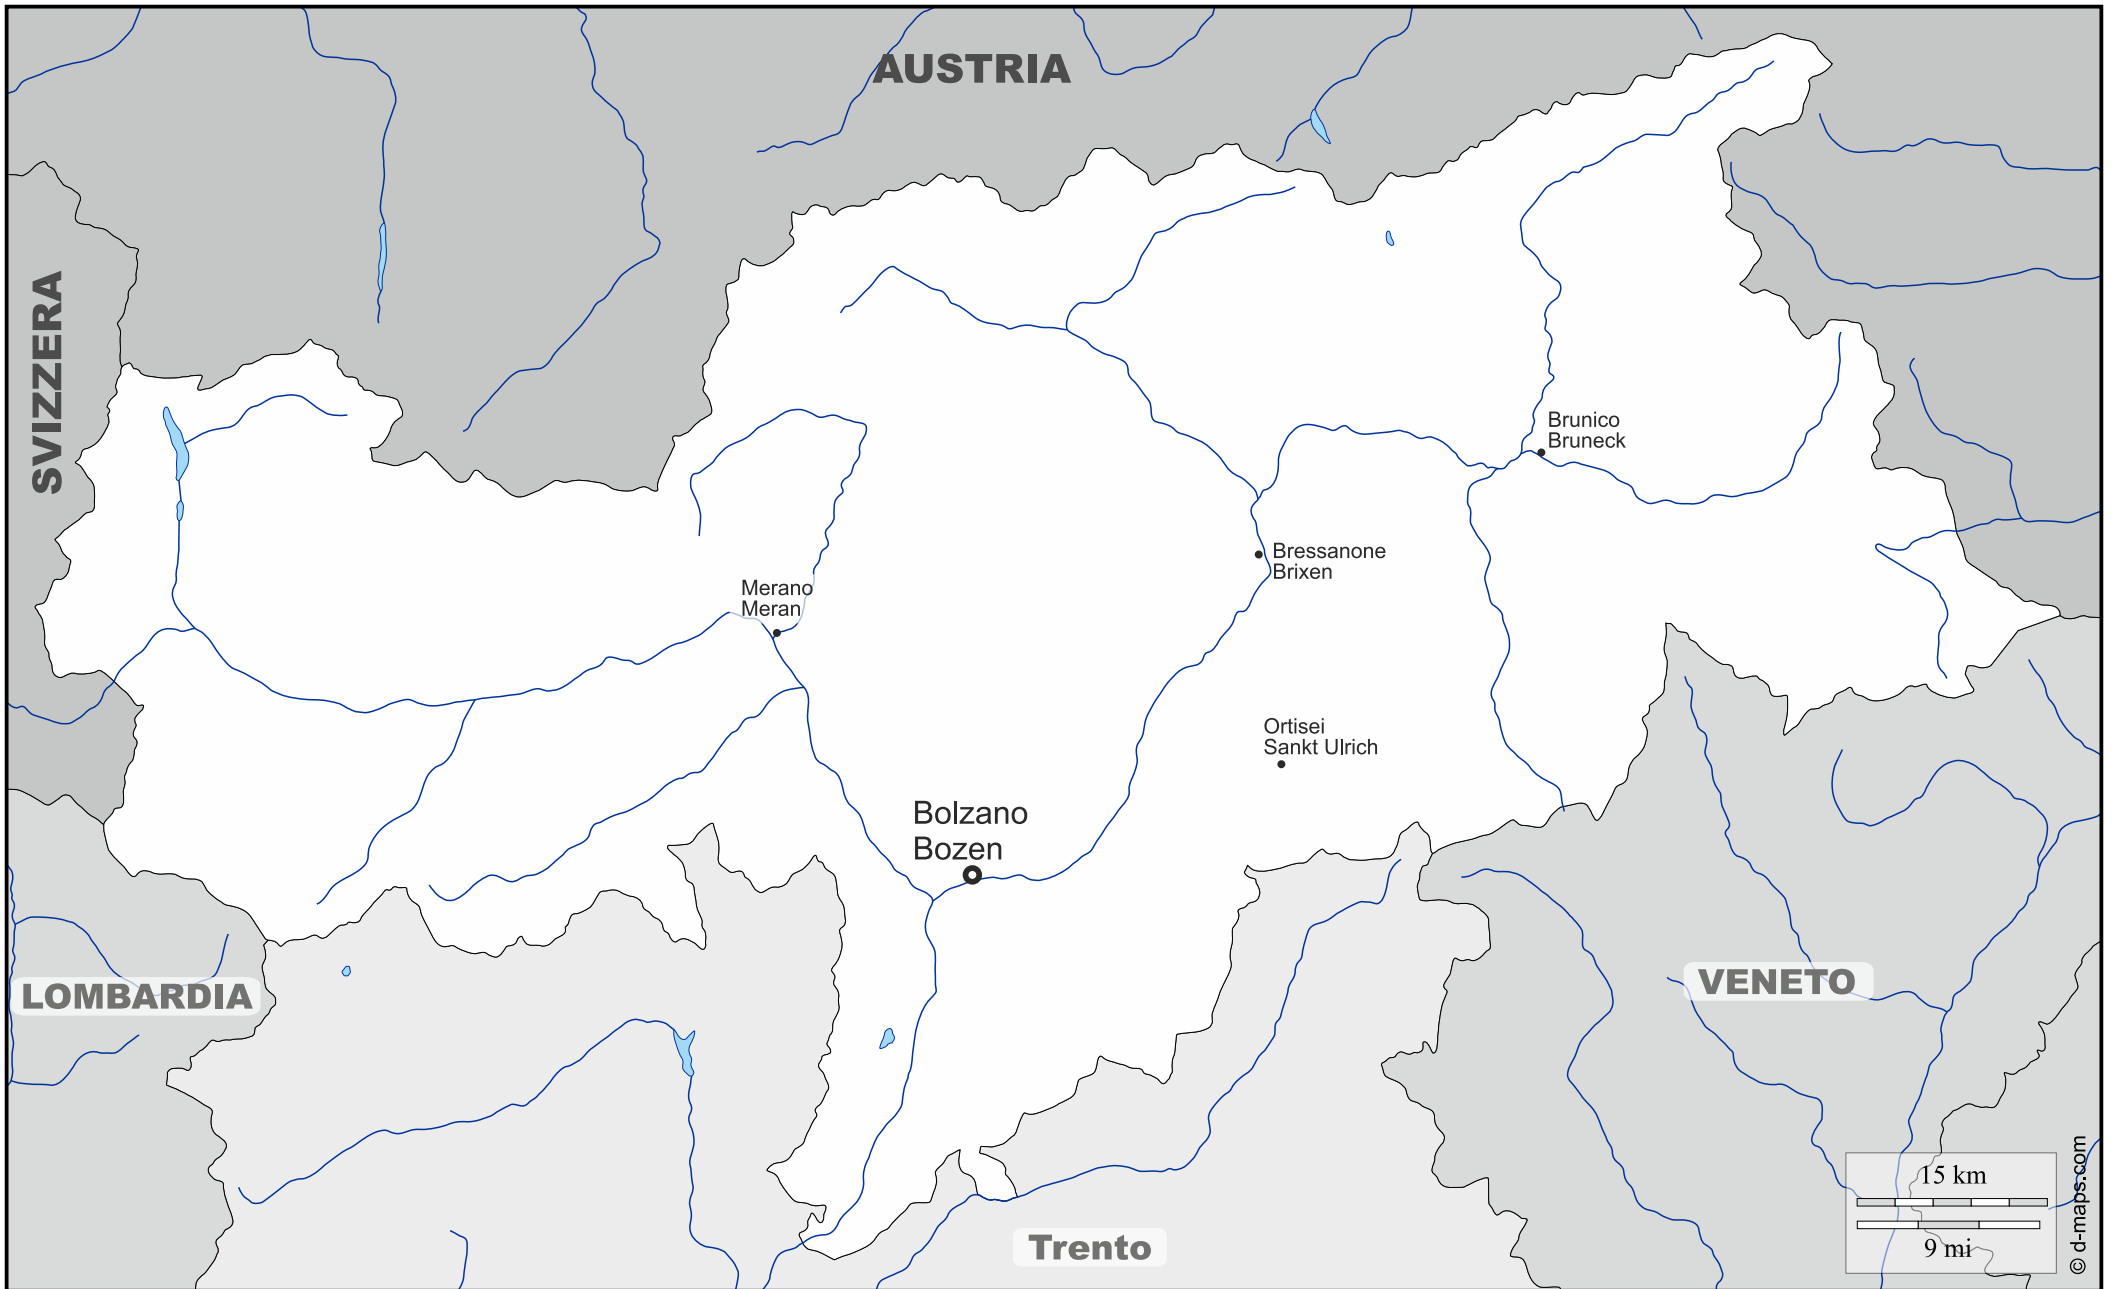 AUSTRIA
SVIZZERA
Brunico
Bruneck
Bressanone
Brixen
Merano
Meran
Ortisei
Sankt Ulrich
Bolzano
Bozen
LOMBARDIA
VENETO
Trento
15 km
9 mi
© d-maps.com